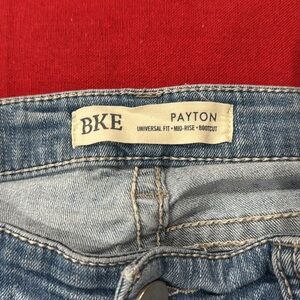 BKE
PAYTON
UNIVERSAL FIT • MID-RISE • BOOTCUT